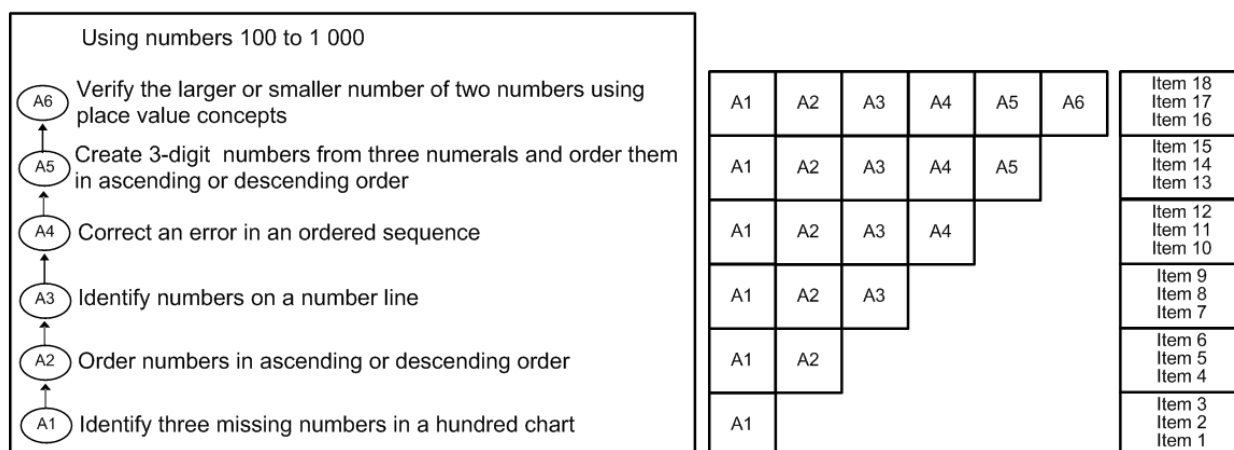 Using numbers 100 to 1 000
A6
Verify the larger or smaller number of two numbers using
place value concepts
A5
Create 3-digit numbers from three numerals and order them
in ascending or descending order
A4
Correct an error in an ordered sequence
A3
Identify numbers on a number line
A2
Order numbers in ascending or descending order
A1
Identify three missing numbers in a hundred chart
A1 A2 A3 A4 A5 A6
Item 18
Item 17
Item 16
A1 A2 A3 A4 A5
Item 15
Item 14
Item 13
A1 A2 A3 A4
Item 12
Item 11
Item 10
A1 A2 A3
Item 9
Item 8
Item 7
A1 A2
Item 6
Item 5
Item 4
A1
Item 3
Item 2
Item 1